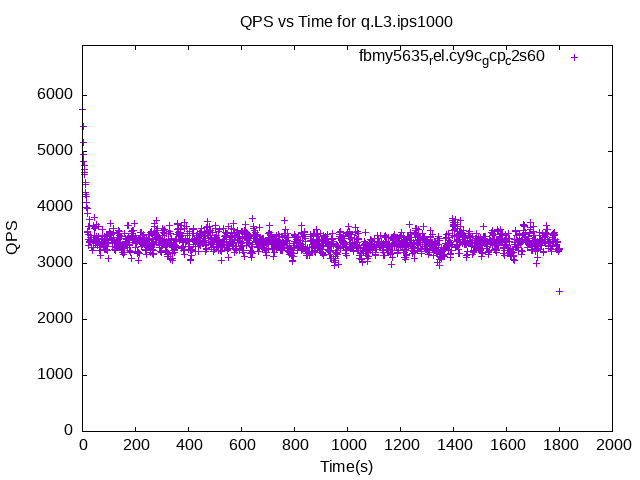 QPS vs Time for q.L3.ips1000
fbmy5635rel.cy9cgcpc2s60
6000
5000
4000
3000
2000
1000
0
QPS
0 200 400 600 800 1000 1200 1400 1600 1800 2000
Time(s)